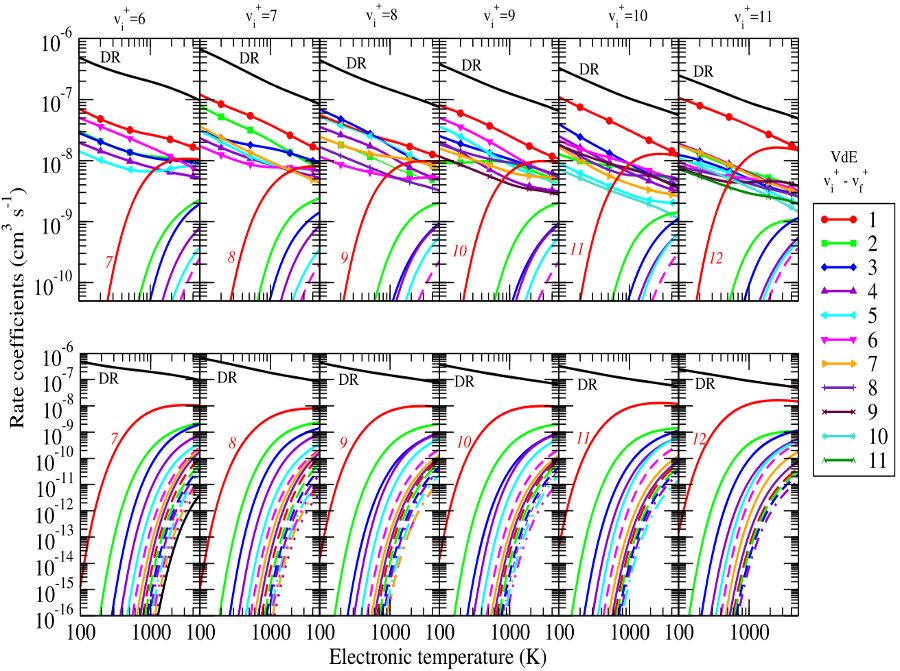 v_i^+=6 v_i^+=7 v_i^+=8 v_i^+=9 v_i^+=10 v_i^+=11
10^-6
10^-7
10^-8
10^-9
10^-10
DR DR DR DR DR DR
7 8 9 10 11 12
Rate coefficients (cm^3 s^-1)
10^-6
10^-7
10^-8
10^-9
10^-10
10^-11
10^-12
10^-13
10^-14
10^-15
10^-16
DR DR DR DR DR DR
7 8 9 10 11 12
100 1000 100 1000 100 1000 100 1000 100 1000 100 1000
Electronic temperature (K)
VdE
v_i^+ - v_f^+
1
2
3
4
5
6
7
8
9
10
11